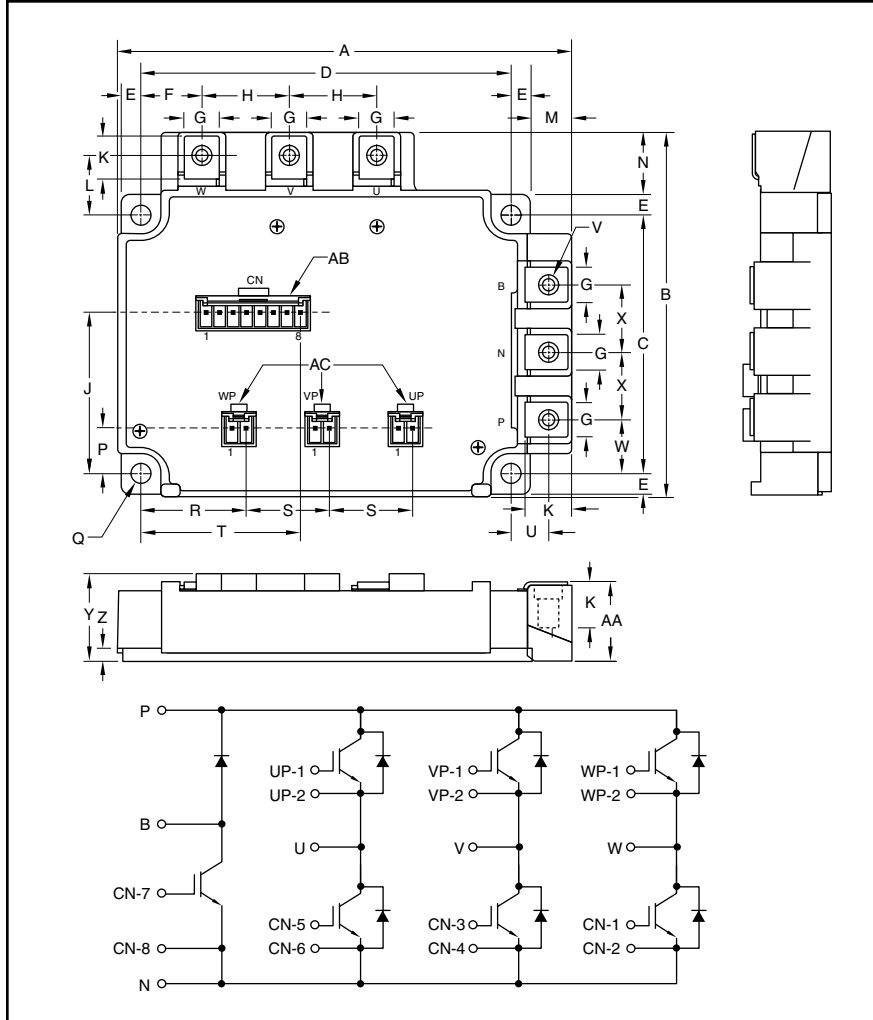 A
D
E F H H E M
G G G
K
L
N
W V U
E
V
AB
CN
B G
1 8
X
B
C
J
N G
AC
X
WP VP UP
P G
P
W
1 1 1
E
R S S
K
Q
T
U
Y
Z
K
AA
P
UP-1 VP-1 WP-1
UP-2 VP-2 WP-2
B
U V W
CN-7
CN-5 CN-3 CN-1
CN-8 CN-6 CN-4 CN-2
N